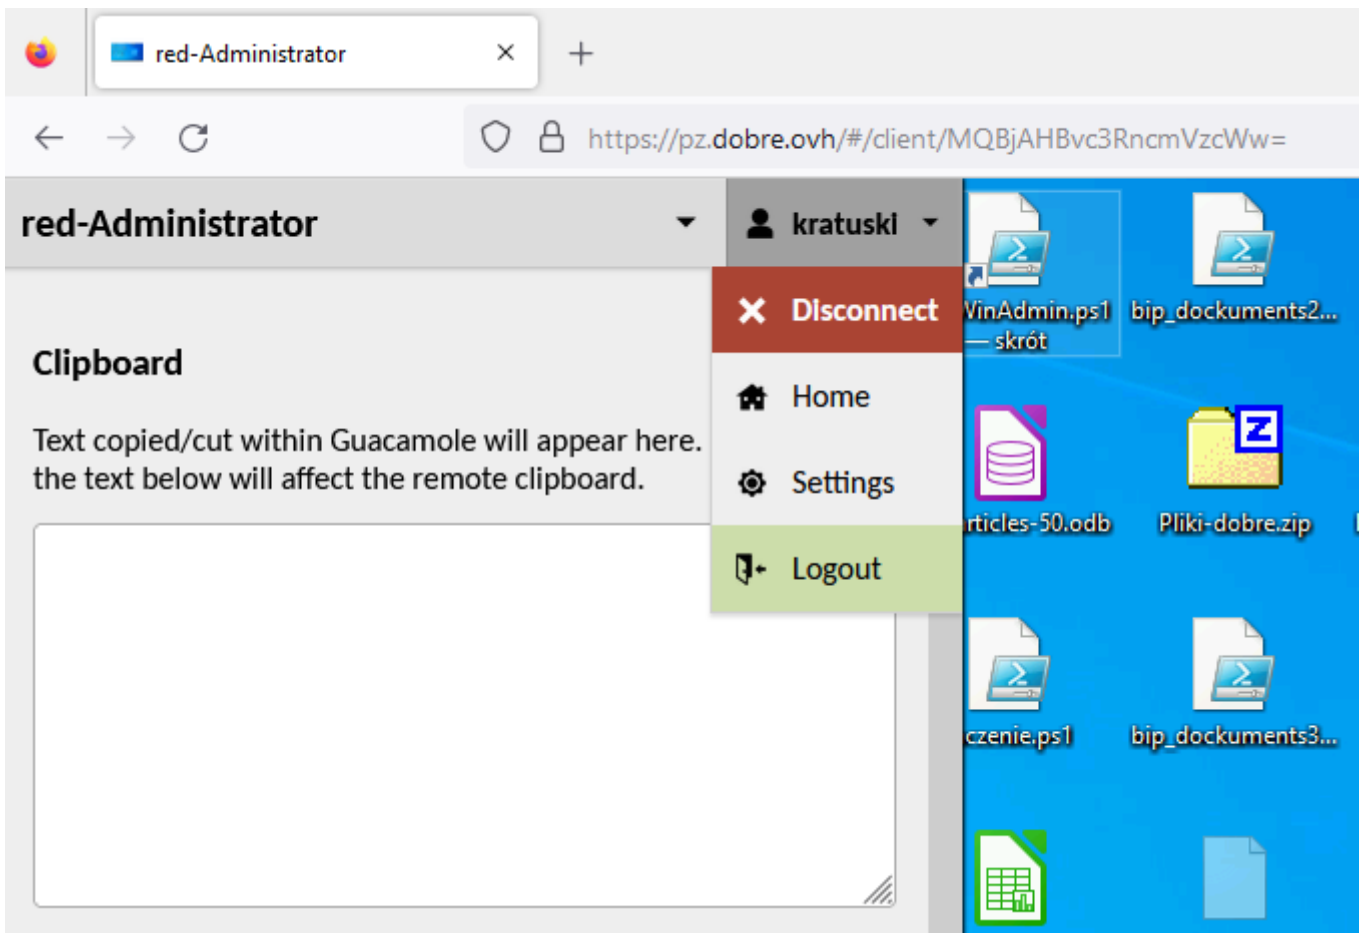 red-Administrator
https://pz.dobre.ovh/#/client/MQBjAHBvc3RncmVzcWw=
red-Administrator
kratuski
Disconnect
Home
Settings
Logout
Clipboard
Text copied/cut within Guacamole will appear here.
the text below will affect the remote clipboard.
WinAdmin.ps1
— skrót
bip_dockuments2...
rticles-50.odb
Pliki-dobre.zip
czenie.ps1
bip_dockuments3...